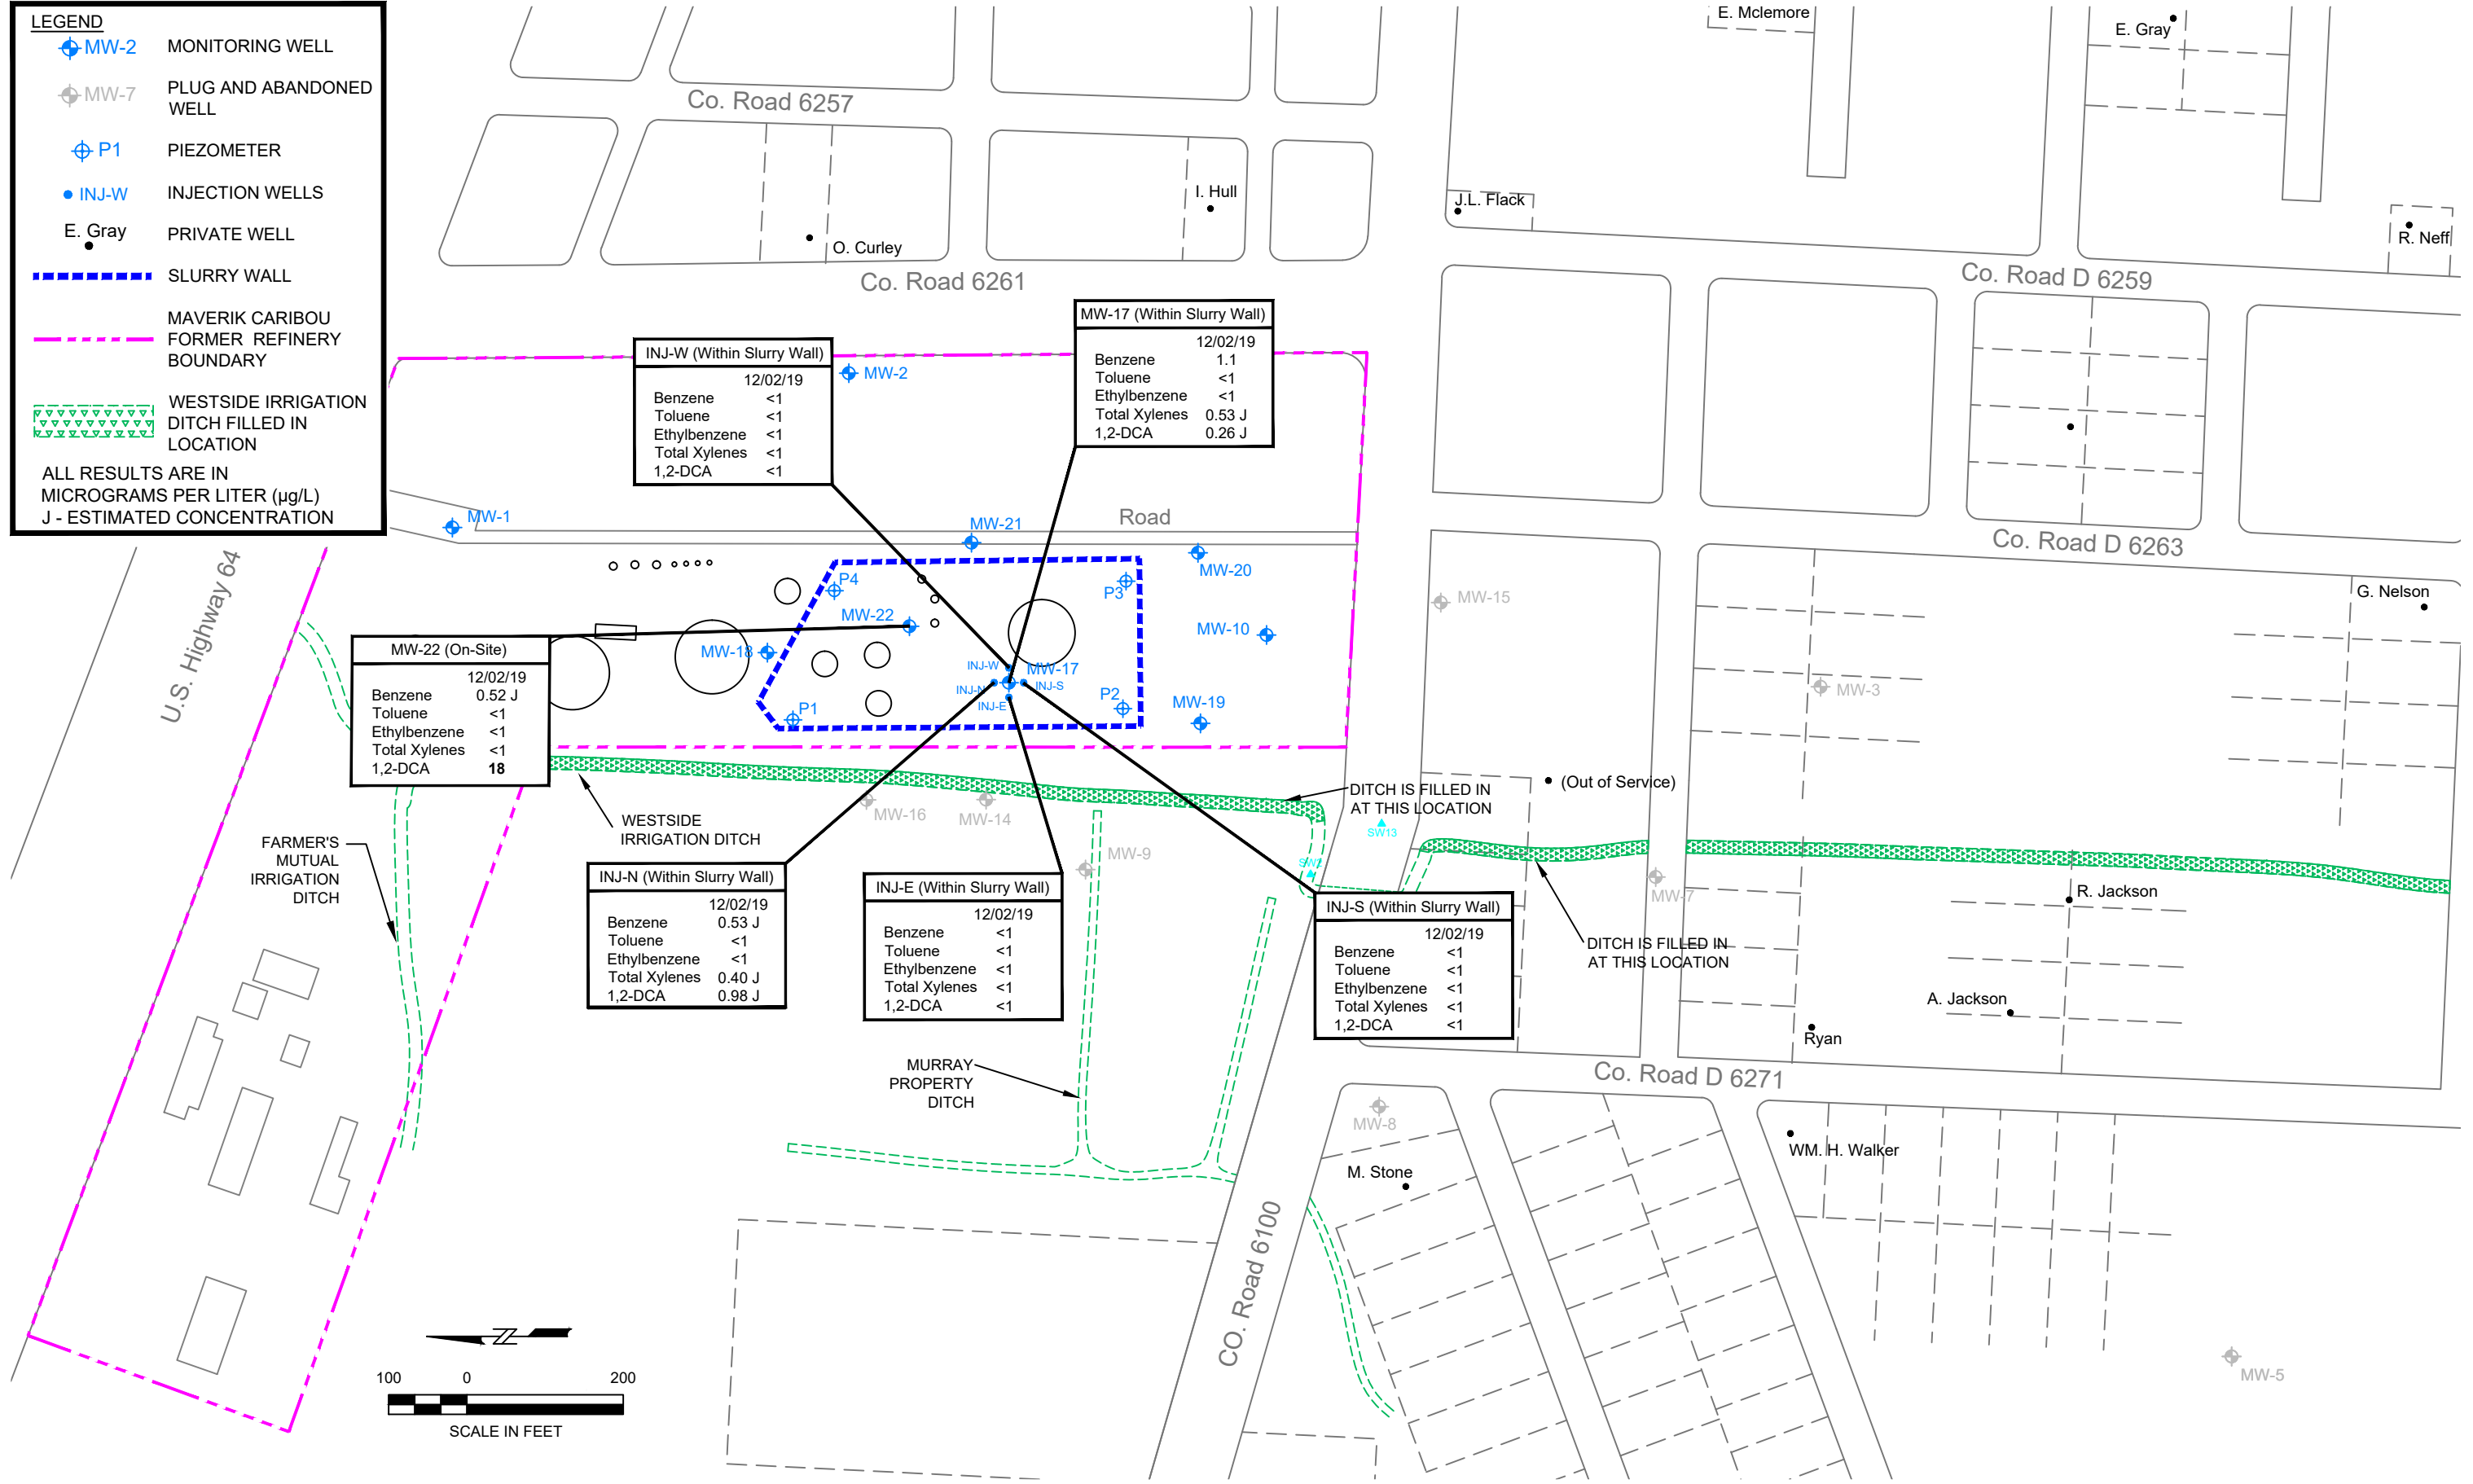 LEGEND
MW-2 MONITORING WELL
MW-7 PLUG AND ABANDONED
WELL
P1 PIEZOMETER
INJ-W INJECTION WELLS
E. Gray PRIVATE WELL
SLURRY WALL
MAVERIK CARIBOU
FORMER REFINERY
BOUNDARY
WESTSIDE IRRIGATION
DITCH FILLED IN
LOCATION
ALL RESULTS ARE IN
MICROGRAMS PER LITER (µg/L)
J - ESTIMATED CONCENTRATION
E. Mclemore
E. Gray
Co. Road 6257
I. Hull
J.L. Flack
O. Curley
R. Neff
Co. Road 6261
Co. Road D 6259
INJ-W (Within Slurry Wall)
12/02/19
Benzene <1
Toluene <1
Ethylbenzene <1
Total Xylenes <1
1,2-DCA <1
MW-2
MW-17 (Within Slurry Wall)
12/02/19
Benzene 1.1
Toluene <1
Ethylbenzene <1
Total Xylenes 0.53 J
1,2-DCA 0.26 J
MW-1
MW-21
Road
MW-20
Co. Road D 6263
U.S. Highway 64
P4
P3
MW-22
MW-10
MW-15
G. Nelson
MW-18
INJ-W
MW-17
INJ-N
INJ-S
INJ-E
P1
P2
MW-19
MW-3
MW-22 (On-Site)
12/02/19
Benzene 0.52 J
Toluene <1
Ethylbenzene <1
Total Xylenes <1
1,2-DCA 18
(Out of Service)
DITCH IS FILLED IN
AT THIS LOCATION
WESTSIDE
IRRIGATION DITCH
MW-16
MW-14
SW13
MW-9
SW2
FARMER'S
MUTUAL
IRRIGATION
DITCH
INJ-N (Within Slurry Wall)
12/02/19
Benzene 0.53 J
Toluene <1
Ethylbenzene <1
Total Xylenes 0.40 J
1,2-DCA 0.98 J
INJ-E (Within Slurry Wall)
12/02/19
Benzene <1
Toluene <1
Ethylbenzene <1
Total Xylenes <1
1,2-DCA <1
INJ-S (Within Slurry Wall)
12/02/19
Benzene <1
Toluene <1
Ethylbenzene <1
Total Xylenes <1
1,2-DCA <1
MW-7
R. Jackson
DITCH IS FILLED IN
AT THIS LOCATION
A. Jackson
Ryan
MURRAY
PROPERTY
DITCH
Co. Road D 6271
MW-8
M. Stone
WM. H. Walker
CO. Road 6100
MW-5
100 0 200
SCALE IN FEET